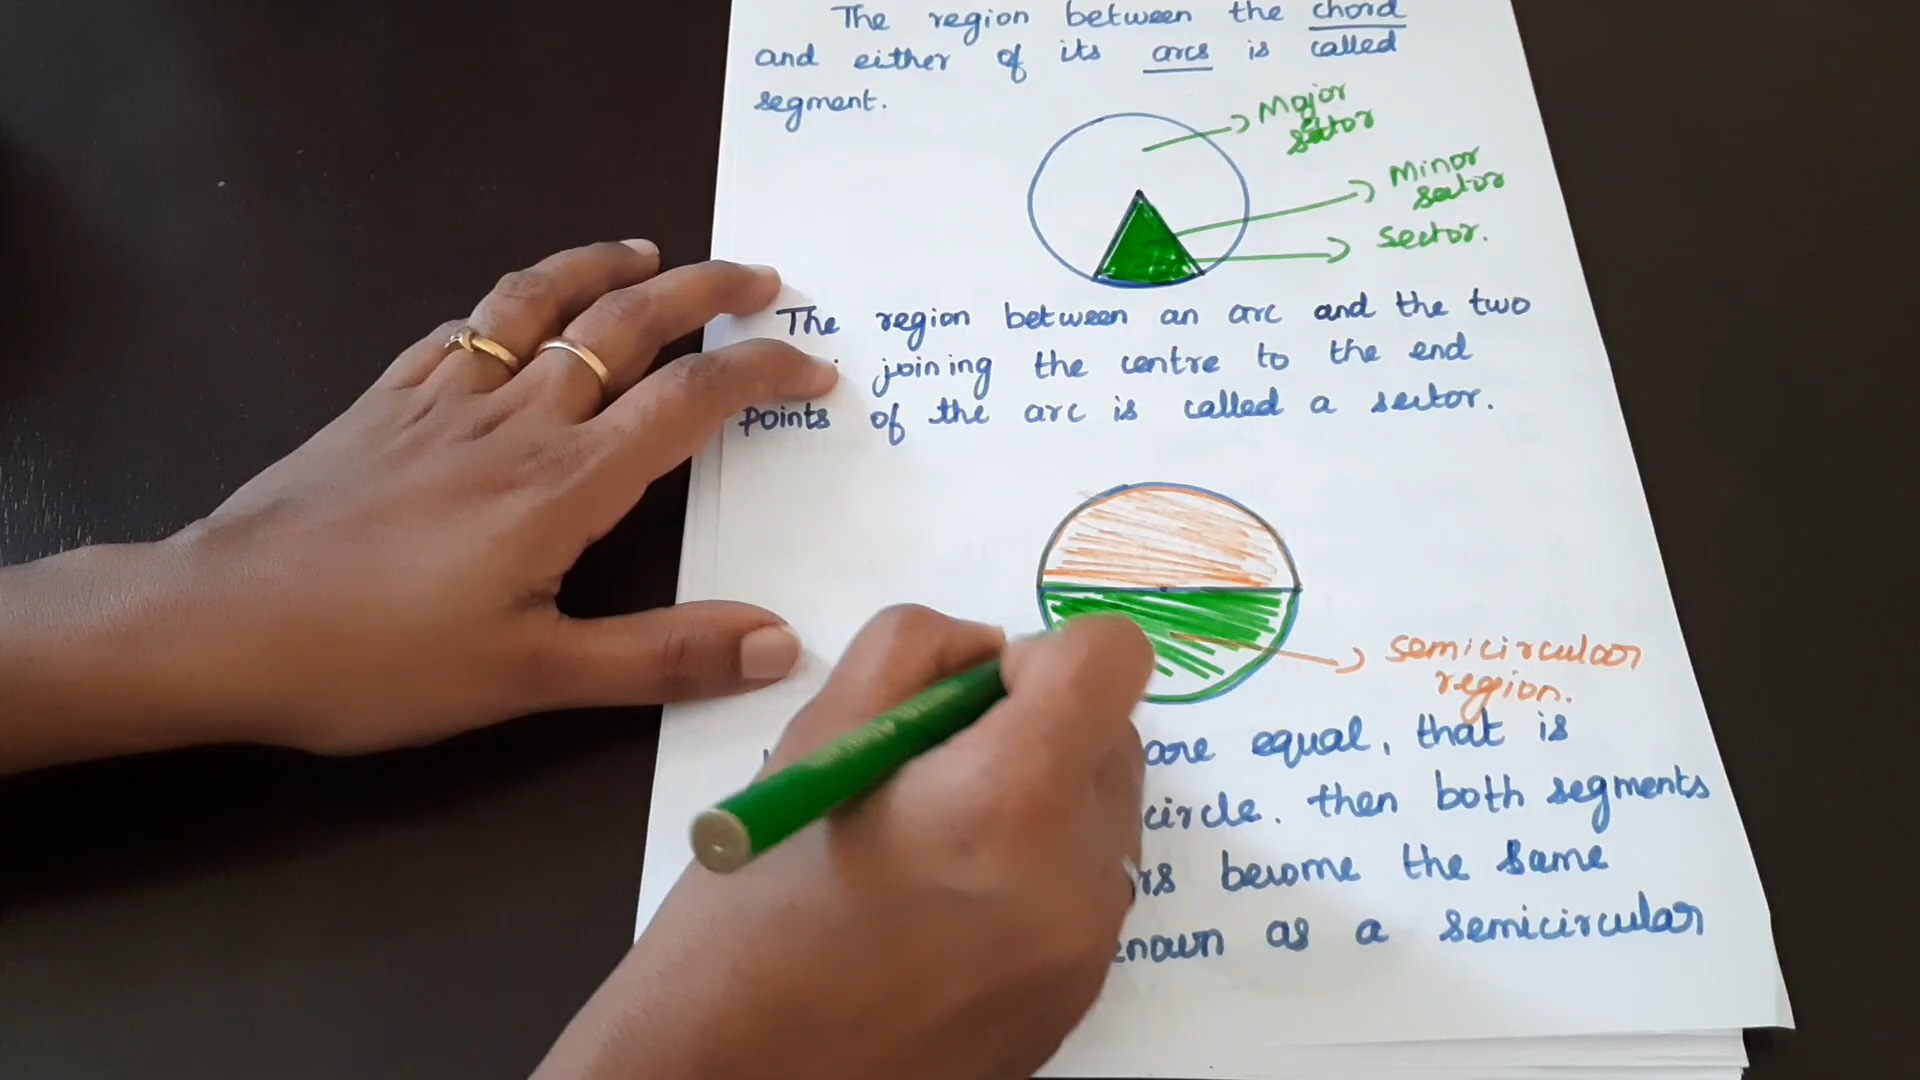 The region between the chord
and either of its arcs is called
segment.
Major
sector
Minor
sector
sector.
The region between an arc and the two
joining the centre to the end
points of the arc is called a sector.
semicircular
region.
are equal, that is
circle. then both segments
become the same
as a semicircular